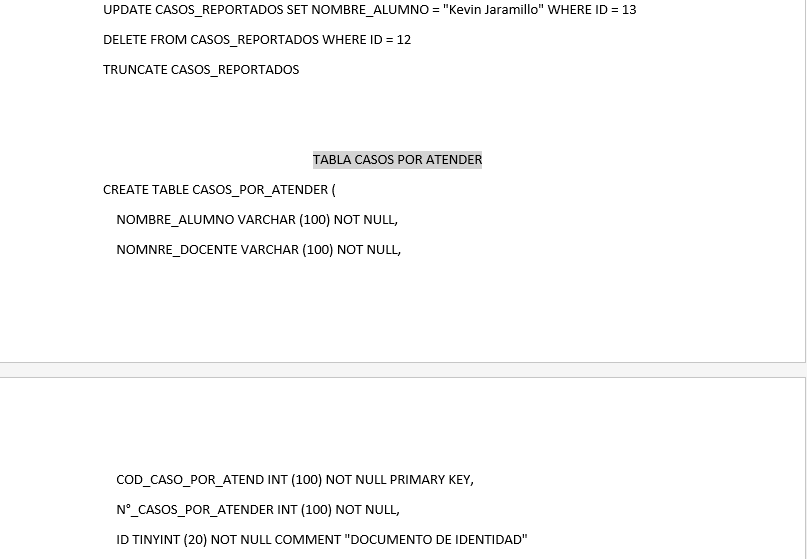 UPDATE CASOS_REPORTADOS SET NOMBRE_ALUMNO = "Kevin Jaramillo" WHERE ID = 13
DELETE FROM CASOS_REPORTADOS WHERE ID = 12
TRUNCATE CASOS_REPORTADOS
TABLA CASOS POR ATENDER
CREATE TABLE CASOS_POR_ATENDER (
NOMBRE_ALUMNO VARCHAR (100) NOT NULL,
NOMNRE_DOCENTE VARCHAR (100) NOT NULL,
COD_CASO_POR_ATEND INT (100) NOT NULL PRIMARY KEY,
N°_CASOS_POR_ATENDER INT (100) NOT NULL,
ID TINYINT (20) NOT NULL COMMENT "DOCUMENTO DE IDENTIDAD"